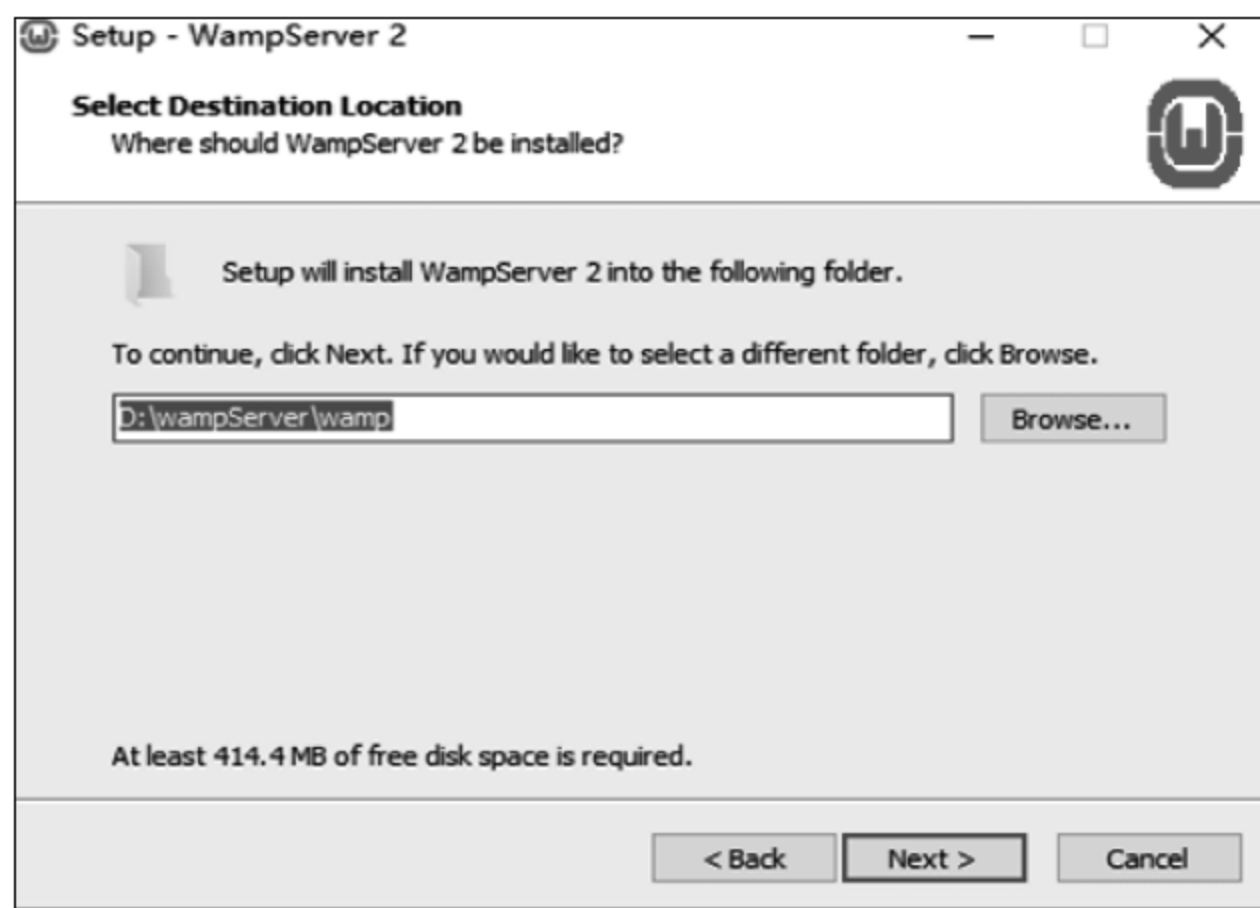 Setup - WampServer 2
Select Destination Location
Where should WampServer 2 be installed?
Setup will install WampServer 2 into the following folder.
To continue, click Next. If you would like to select a different folder, click Browse.
D:\wampServer\wamp
Browse...
At least 414.4 MB of free disk space is required.
< Back
Next >
Cancel